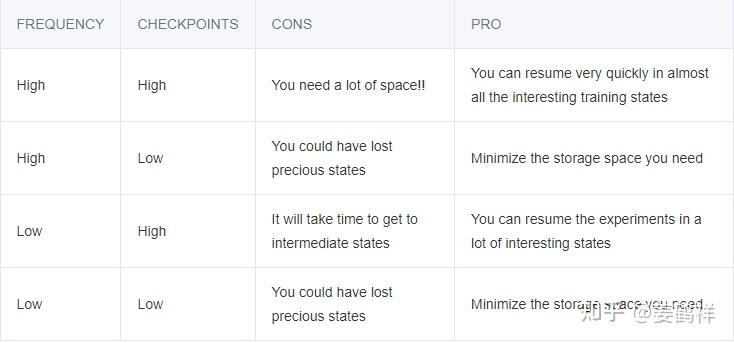 FREQUENCY CHECKPOINTS CONS PRO
High High You need a lot of space!! You can resume very quickly in almost
all the interesting training states
High Low You could have lost
precious states Minimize the storage space you need
Low High It will take time to get to
intermediate states You can resume the experiments in a
lot of interesting states
Low Low You could have lost
precious states Minimize the storage space you need
知乎 @姜鹤祥